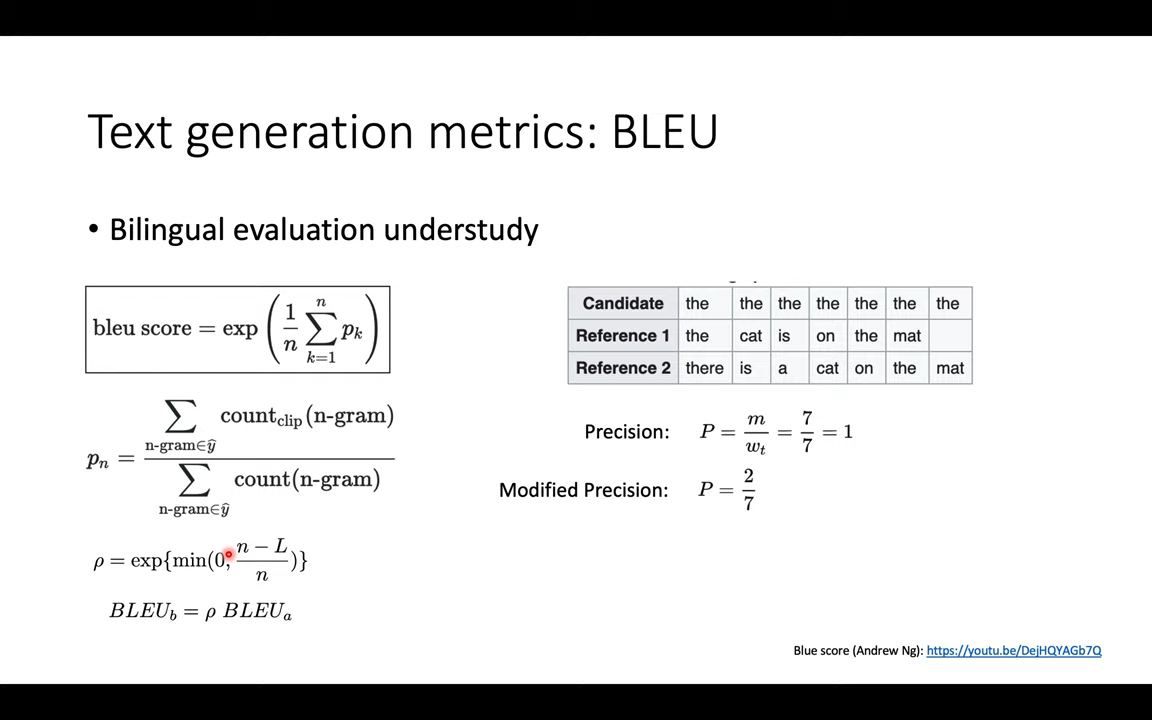 Text generation metrics: BLEU
• Bilingual evaluation understudy
bleu score = exp(1/n ∑_{k=1}^{n} p_k)
p_n = ∑_{n-gram∈ŷ} count_clip(n-gram) / ∑_{n-gram∈ŷ} count(n-gram)
ρ = exp{min(0, (n − L)/n)}
BLEU_b = ρ BLEU_a
Candidate the the the the the the the
Reference 1 the cat is on the mat
Reference 2 there is a cat on the mat
Precision: P = m/w_t = 7/7 = 1
Modified Precision: P = 2/7
Blue score (Andrew Ng): https://youtu.be/DejHQYAGb7Q